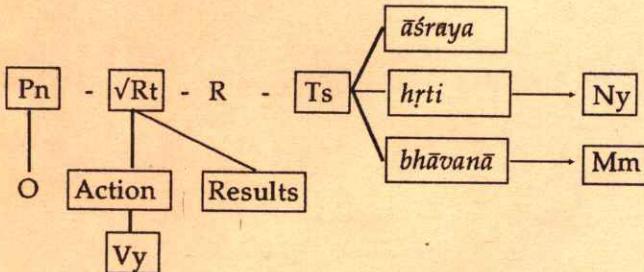 āśraya
Pn - √Rt - R - Ts
hṛti
Ny
bhāvanā
Mm
O
Action
Results
Vy